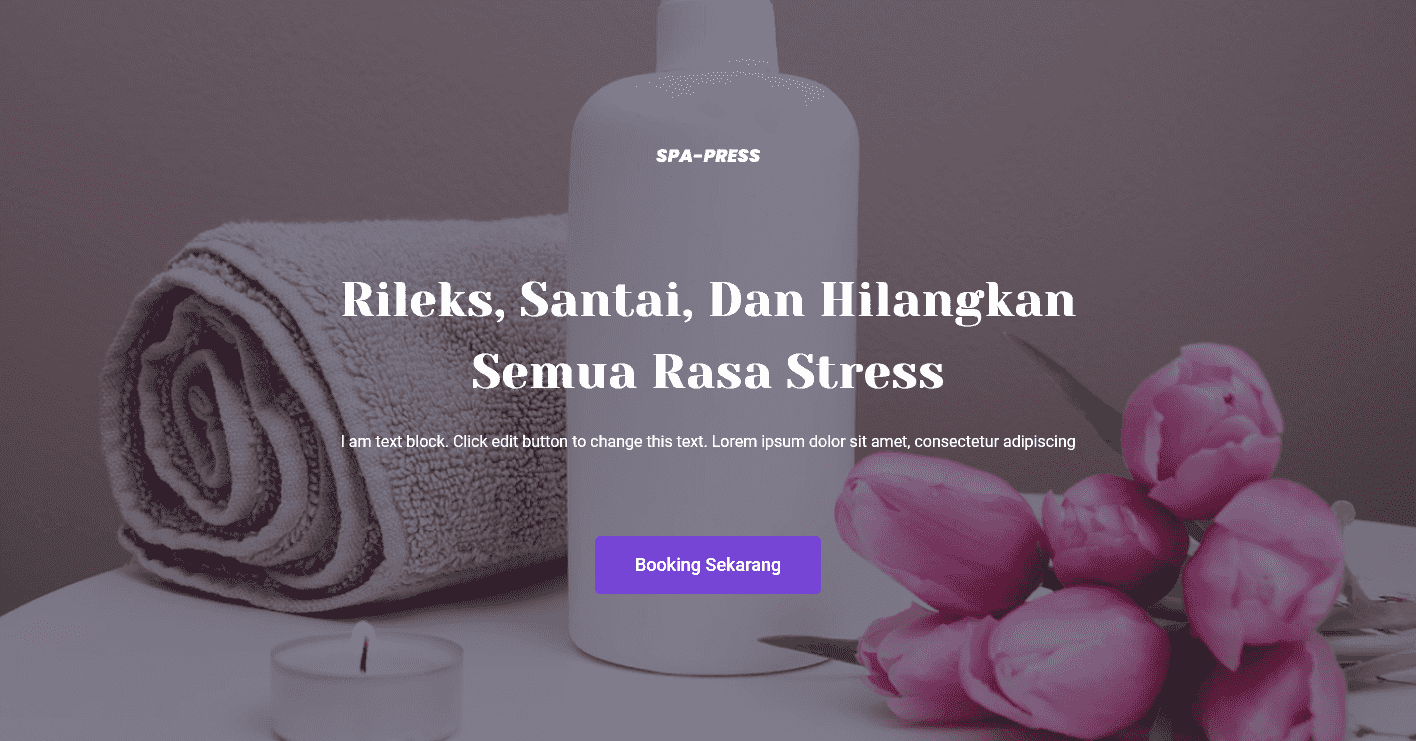 SPA-PRESS
Rileks, Santai, Dan Hilangkan
Semua Rasa Stress
I am text block. Click edit button to change this text. Lorem ipsum dolor sit amet, consectetur adipiscing
Booking Sekarang